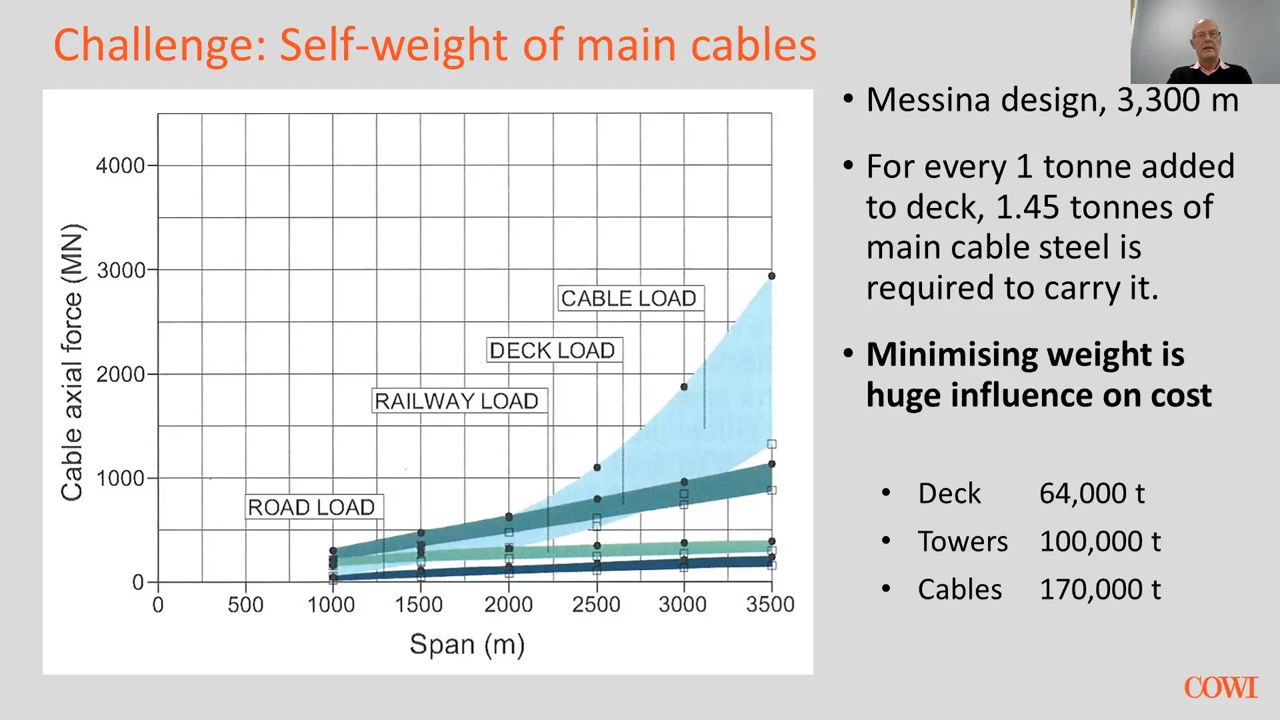 Challenge: Self-weight of main cables
4000
3000
2000
1000
0
Cable axial force (MN)
CABLE LOAD
DECK LOAD
RAILWAY LOAD
ROAD LOAD
0 500 1000 1500 2000 2500 3000 3500
Span (m)
• Messina design, 3,300 m
• For every 1 tonne added
to deck, 1.45 tonnes of
main cable steel is
required to carry it.
• Minimising weight is
huge influence on cost
• Deck 64,000 t
• Towers 100,000 t
• Cables 170,000 t
COWI